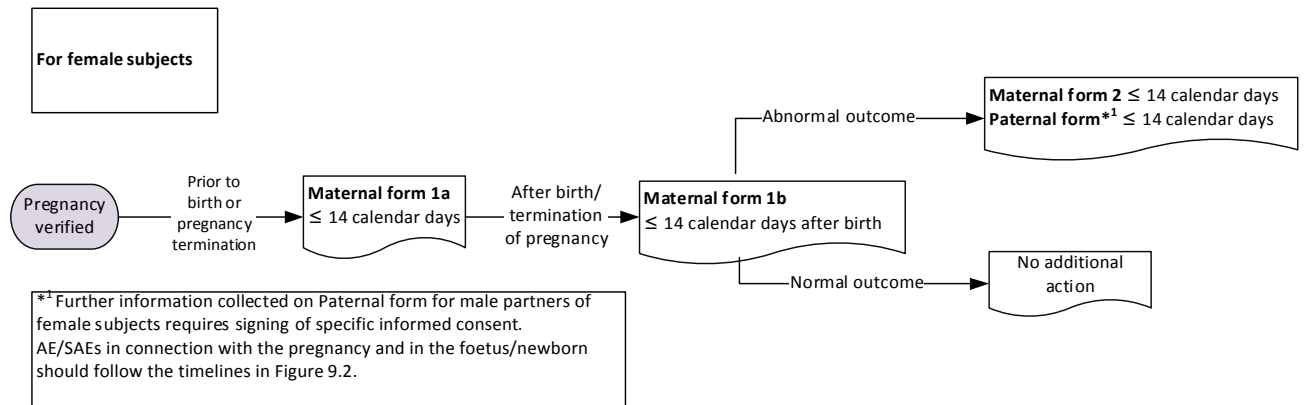 For female subjects
Abnormal outcome
Maternal form 2 ≤ 14 calendar days
Paternal form*1 ≤ 14 calendar days
Pregnancy
verified
Prior to
birth or
pregnancy
termination
Maternal form 1a
≤ 14 calendar days
After birth/
termination
of pregnancy
Maternal form 1b
≤ 14 calendar days after birth
Normal outcome
No additional
action
*1 Further information collected on Paternal form for male partners of
female subjects requires signing of specific informed consent.
AE/SAEs in connection with the pregnancy and in the foetus/newborn
should follow the timelines in Figure 9.2.